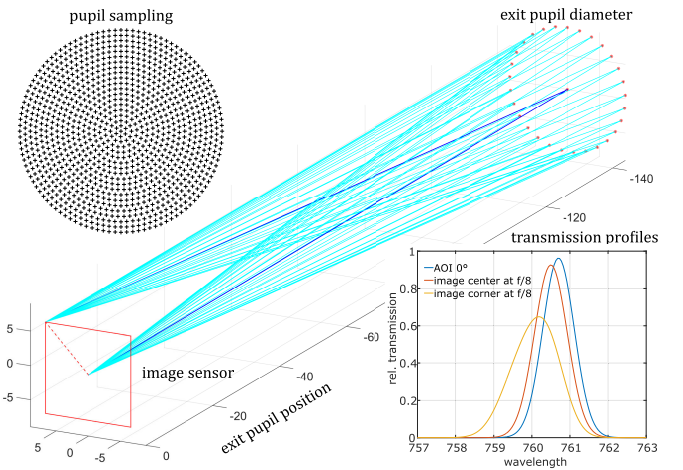 pupil sampling
exit pupil diameter
-140
-120
transmission profiles
1
0.8
0.6
0.4
0.2
0
AOI 0°
image center at f/8
image corner at f/8
rel. transmission
757 758 759 760 761 762 763
wavelength
-60
-40
-20
0
exit pupil position
image sensor
5
0
-5
5
0
-5